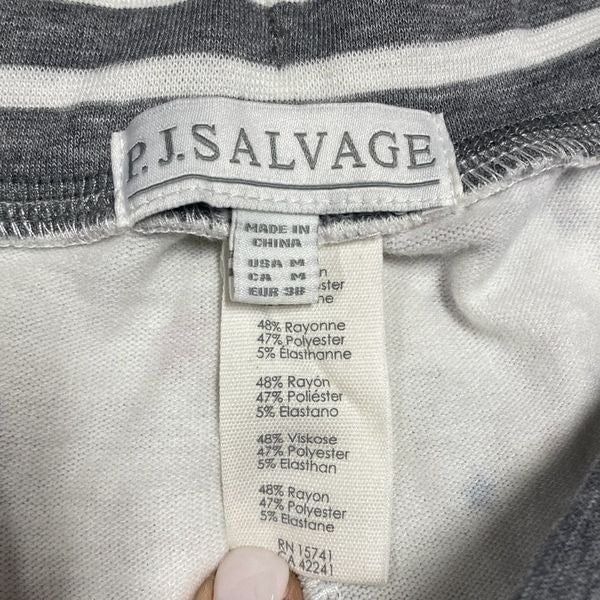 P.J.SALVAGE
MADE IN
CHINA
USA M
CA M
EUR 38
48% Rayonne
47% Polyester
5% Élasthanne
48% Rayón
47% Poliéster
5% Elastano
48% Viskose
47% Polyester
5% Elasthan
48% Rayon
47% Polyester
5% Elastane
RN 15741
CA 42241